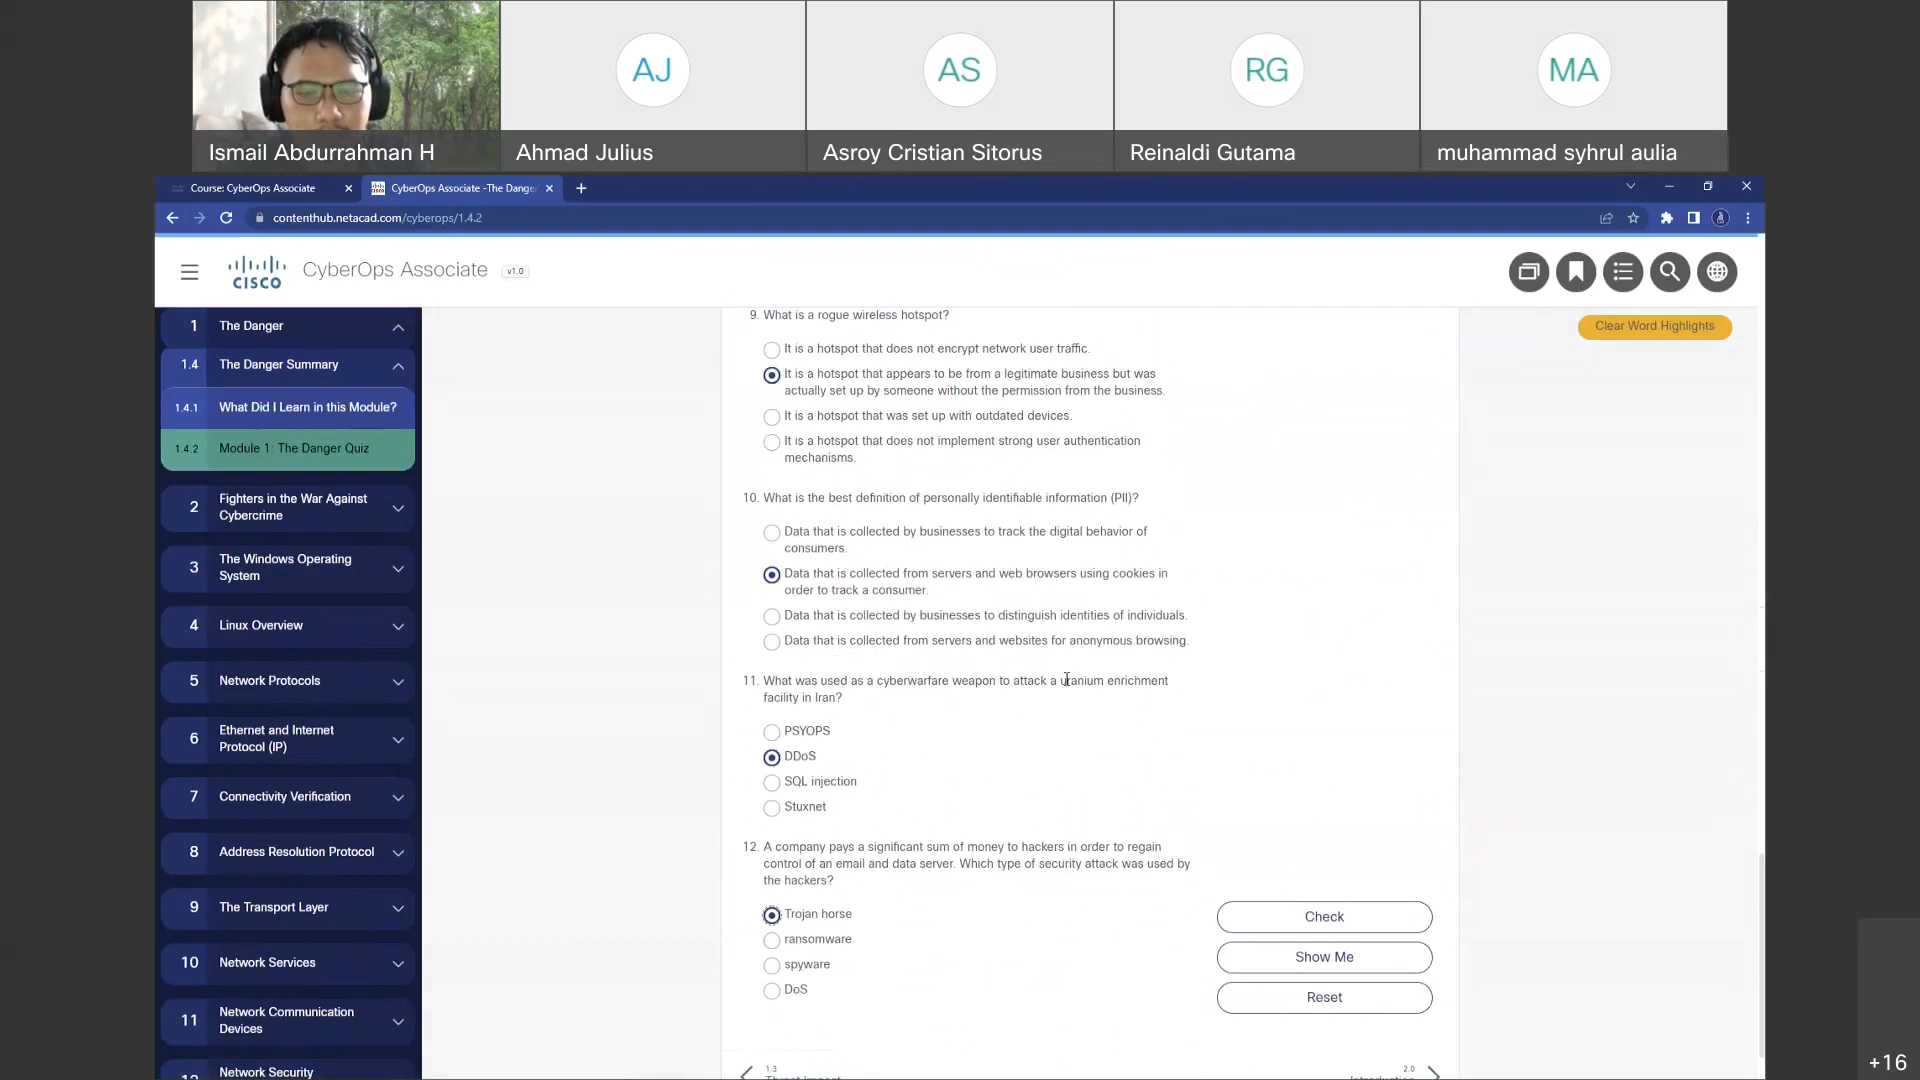 AJ
AS
RG
MA
Ismail Abdurrahman H
Ahmad Julius
Asroy Cristian Sitorus
Reinaldi Gutama
muhammad syhrul aulia
Course: CyberOps Associate
CyberOps Associate -The Dange
contenthub.netacad.com/cyberops/1.4.2
CISCO
CyberOps Associate
v1.0
1 The Danger
1.4 The Danger Summary
1.4.1 What Did I Learn in this Module?
1.4.2 Module 1: The Danger Quiz
2 Fighters in the War Against
Cybercrime
3 The Windows Operating
System
4 Linux Overview
5 Network Protocols
6 Ethernet and Internet
Protocol (IP)
7 Connectivity Verification
8 Address Resolution Protocol
9 The Transport Layer
10 Network Services
11 Network Communication
Devices
Network Security
Clear Word Highlights
9. What is a rogue wireless hotspot?
It is a hotspot that does not encrypt network user traffic.
It is a hotspot that appears to be from a legitimate business but was
actually set up by someone without the permission from the business.
It is a hotspot that was set up with outdated devices.
It is a hotspot that does not implement strong user authentication
mechanisms.
10. What is the best definition of personally identifiable information (PII)?
Data that is collected by businesses to track the digital behavior of
consumers.
Data that is collected from servers and web browsers using cookies in
order to track a consumer.
Data that is collected by businesses to distinguish identities of individuals.
Data that is collected from servers and websites for anonymous browsing.
11. What was used as a cyberwarfare weapon to attack a uranium enrichment
facility in Iran?
PSYOPS
DDoS
SQL injection
Stuxnet
12. A company pays a significant sum of money to hackers in order to regain
control of an email and data server. Which type of security attack was used by
the hackers?
Trojan horse
ransomware
spyware
DoS
Check
Show Me
Reset
1.3
Threat Impact
2.0
Introduction
+16